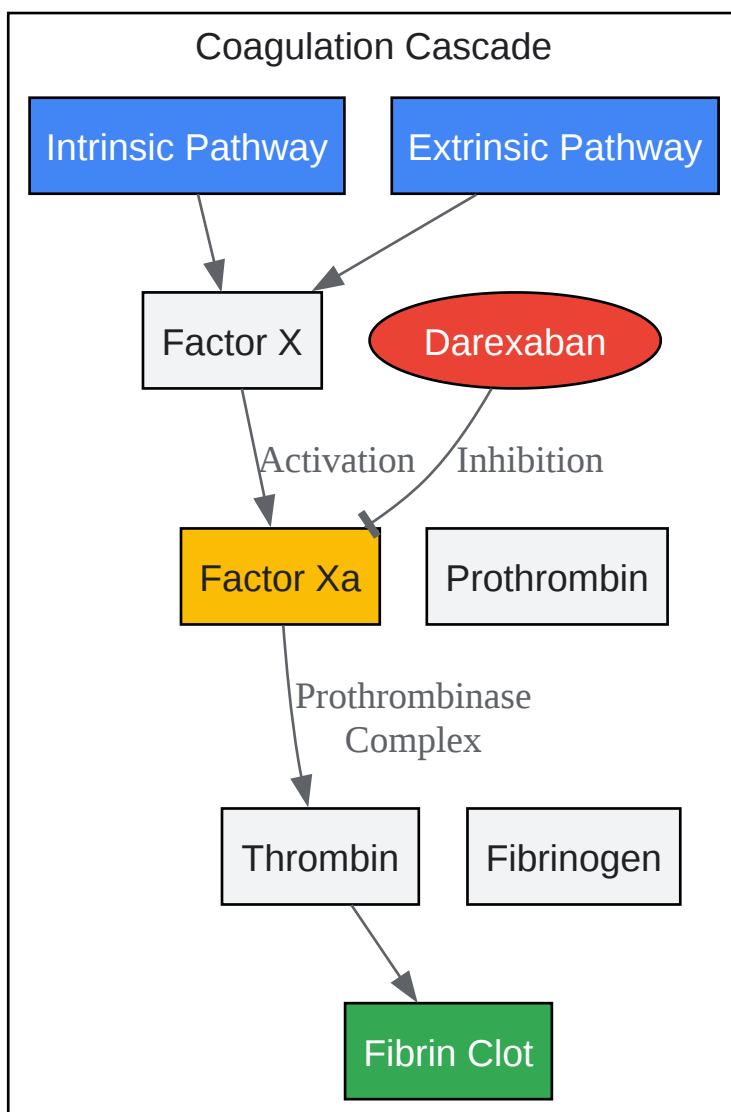 Coagulation Cascade
Intrinsic Pathway
Extrinsic Pathway
Factor X
Darexaban
Activation
Inhibition
Factor Xa
Prothrombin
Prothrombinase
Complex
Thrombin
Fibrinogen
Fibrin Clot